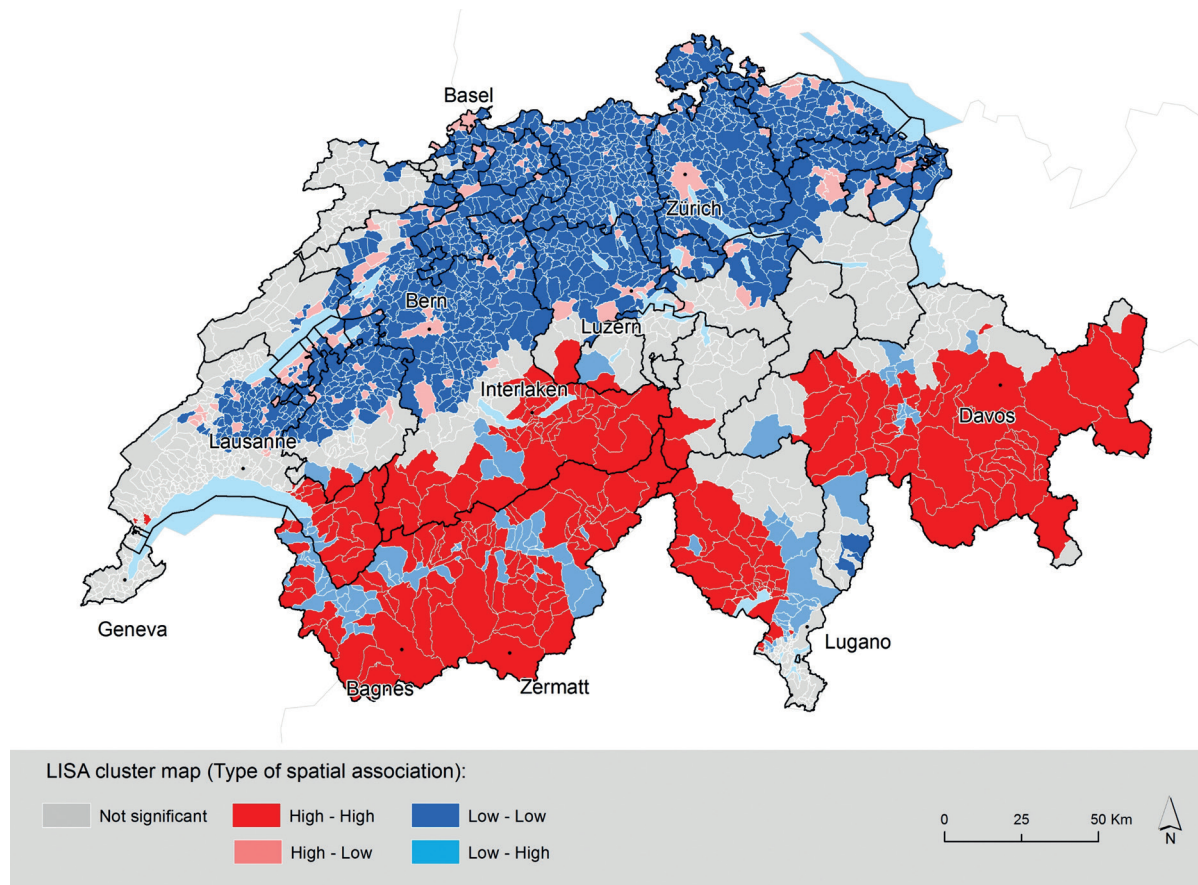 Basel
Zürich
Bern
Luzern
Interlaken
Davos
Lausanne
Geneva
Lugano
Bagnes
Zermatt
LISA cluster map (Type of spatial association):
Not significant
High - High
Low - Low
High - Low
Low - High
0 25 50 Km
N